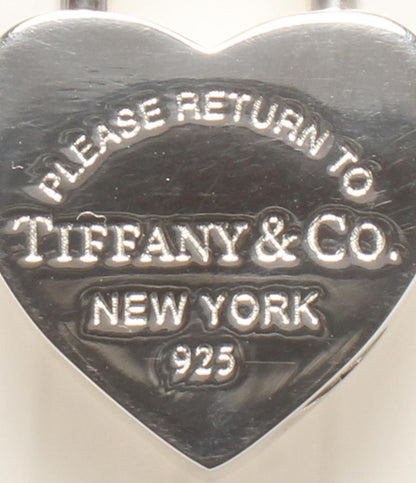 PLEASE RETURN TO
TIFFANY & CO.
NEW YORK
925